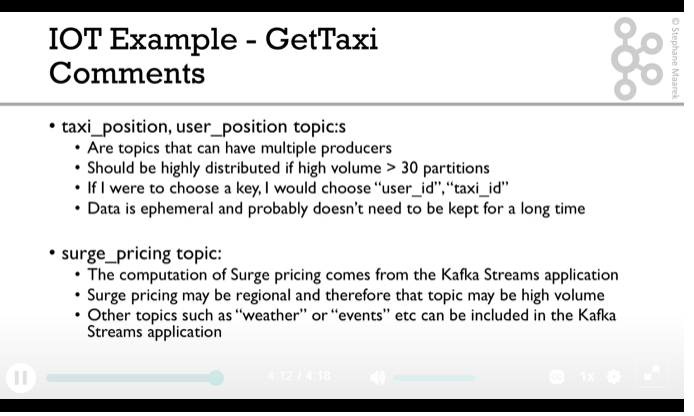 IOT Example - GetTaxi
Comments
© Stephane Maarek
• taxi_position, user_position topic:s
• Are topics that can have multiple producers
• Should be highly distributed if high volume > 30 partitions
• If I were to choose a key, I would choose “user_id”, “taxi_id”
• Data is ephemeral and probably doesn’t need to be kept for a long time
• surge_pricing topic:
• The computation of Surge pricing comes from the Kafka Streams application
• Surge pricing may be regional and therefore that topic may be high volume
• Other topics such as “weather” or “events” etc can be included in the Kafka
Streams application
4:12 / 4:18
1x